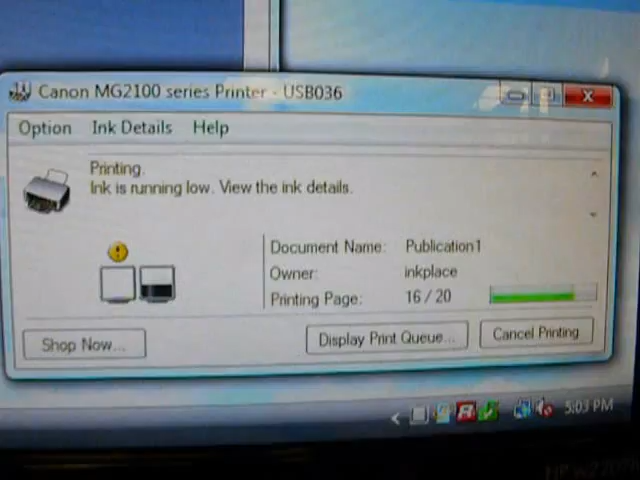 Canon MG2100 series Printer - USB036
Option Ink Details Help
Printing.
Ink is running low. View the ink details.
Document Name: Publication1
Owner: inkplace
Printing Page: 16 / 20
Shop Now... Display Print Queue... Cancel Printing
5:03 PM